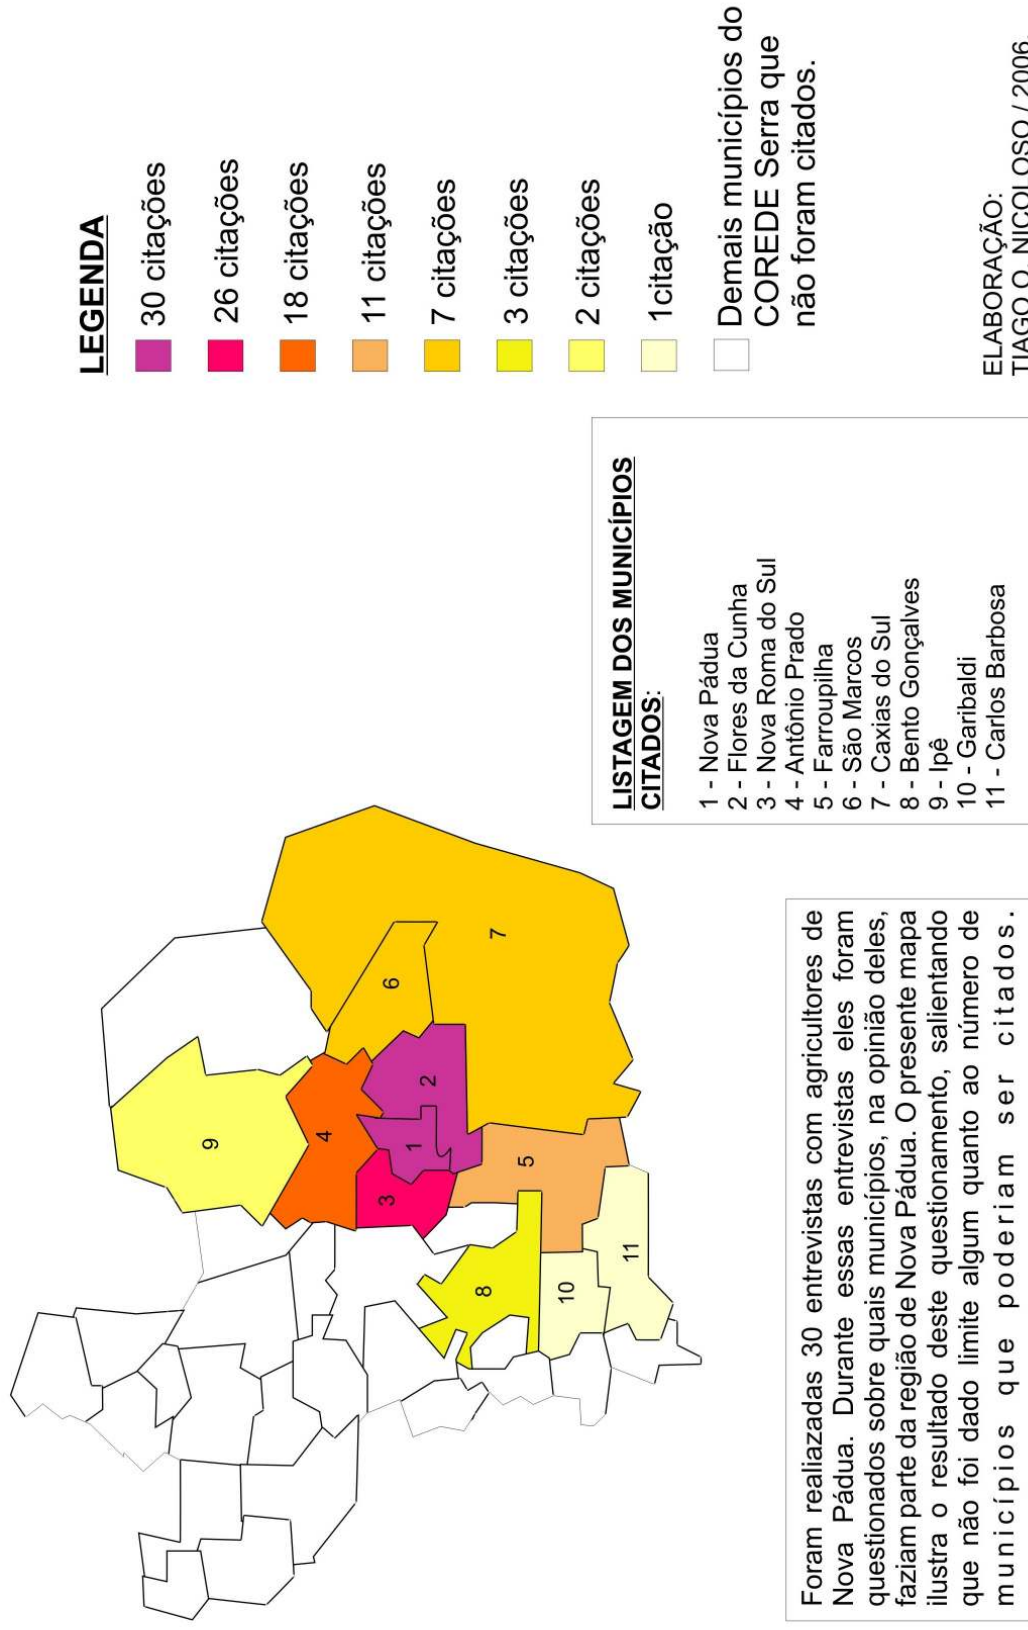 LEGENDA
30 citações
26 citações
18 citações
11 citações
7 citações
3 citações
2 citações
1citação
Demais municípios do
COREDE Serra que
não foram citados.
9
4
6
7
2
1
3
5
8
10
11
LISTAGEM DOS MUNICÍPIOS
CITADOS:
1 - Nova Pádua
2 - Flores da Cunha
3 - Nova Roma do Sul
4 - Antônio Prado
5 - Farroupilha
6 - São Marcos
7 - Caxias do Sul
8 - Bento Gonçalves
9 - Ipê
10 - Garibaldi
11 - Carlos Barbosa
Foram realiazadas 30 entrevistas com agricultores de
Nova Pádua. Durante essas entrevistas eles foram
questionados sobre quais municípios, na opinião deles,
faziam parte da região de Nova Pádua. O presente mapa
ilustra o resultado deste questionamento, salientando
que não foi dado limite algum quanto ao número de
municípios que poderiam ser citados.
ELABORAÇÃO:
TIAGO O. NICOLOSO / 2006.